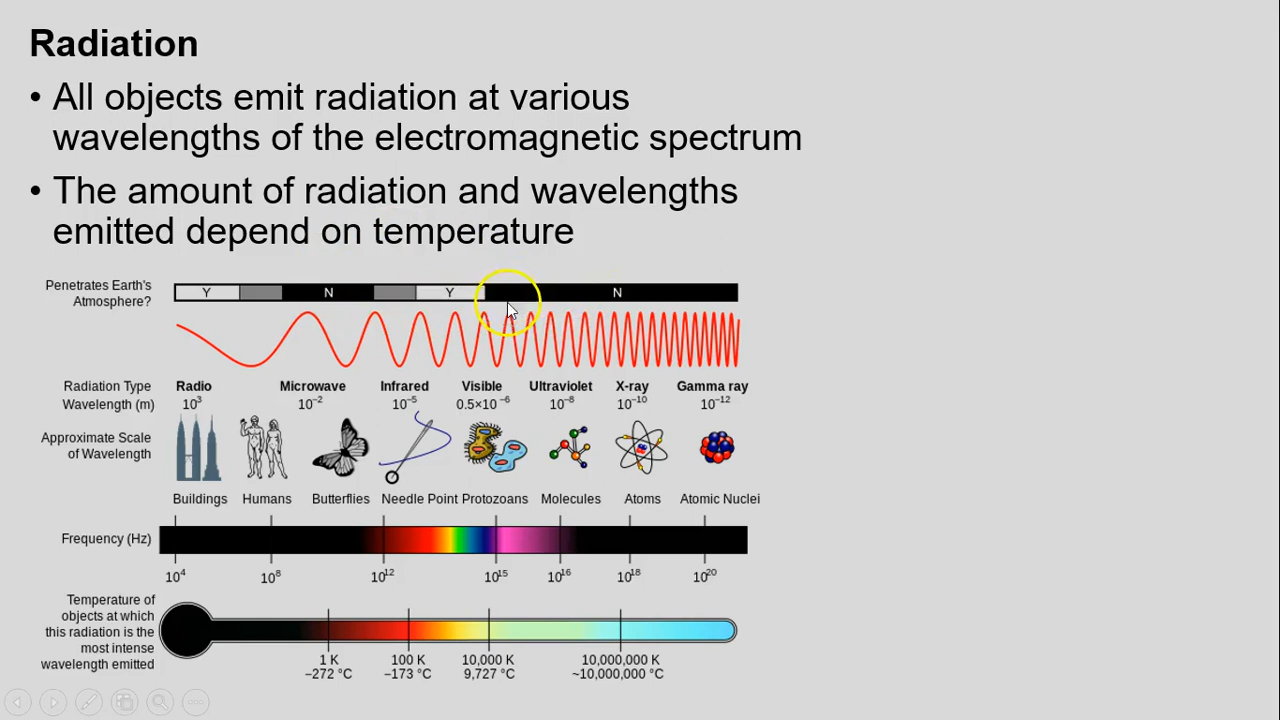 Radiation
• All objects emit radiation at various
wavelengths of the electromagnetic spectrum
• The amount of radiation and wavelengths
emitted depend on temperature
Penetrates Earth's
Atmosphere?
Y N Y N
Radiation Type
Radio Microwave Infrared Visible Ultraviolet X-ray Gamma ray
Wavelength (m)
10³ 10⁻² 10⁻⁵ 0.5×10⁻⁶ 10⁻⁸ 10⁻¹⁰ 10⁻¹²
Approximate Scale
of Wavelength
Buildings Humans Butterflies Needle Point Protozoans Molecules Atoms Atomic Nuclei
Frequency (Hz)
10⁴ 10⁸ 10¹² 10¹⁵ 10¹⁶ 10¹⁸ 10²⁰
Temperature of
objects at which
this radiation is the
most intense
wavelength emitted
1 K 100 K 10,000 K 10,000,000 K
−272 °C −173 °C 9,727 °C ~10,000,000 °C